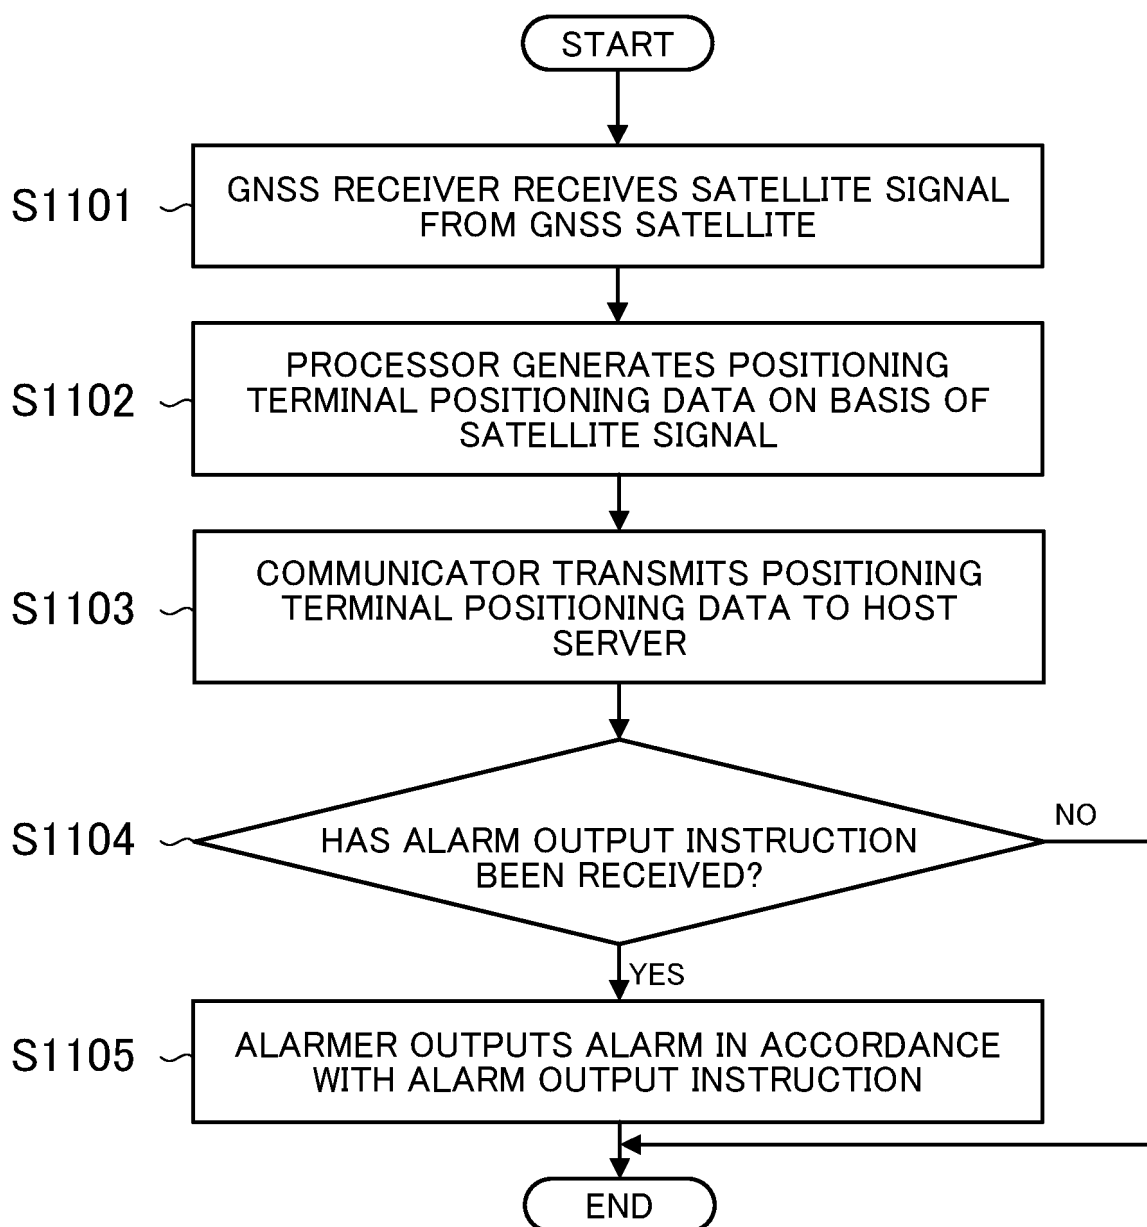 START
S1101
GNSS RECEIVER RECEIVES SATELLITE SIGNAL
FROM GNSS SATELLITE
S1102
PROCESSOR GENERATES POSITIONING
TERMINAL POSITIONING DATA ON BASIS OF
SATELLITE SIGNAL
S1103
COMMUNICATOR TRANSMITS POSITIONING
TERMINAL POSITIONING DATA TO HOST
SERVER
S1104
HAS ALARM OUTPUT INSTRUCTION
BEEN RECEIVED?
NO
YES
S1105
ALARMER OUTPUTS ALARM IN ACCORDANCE
WITH ALARM OUTPUT INSTRUCTION
END